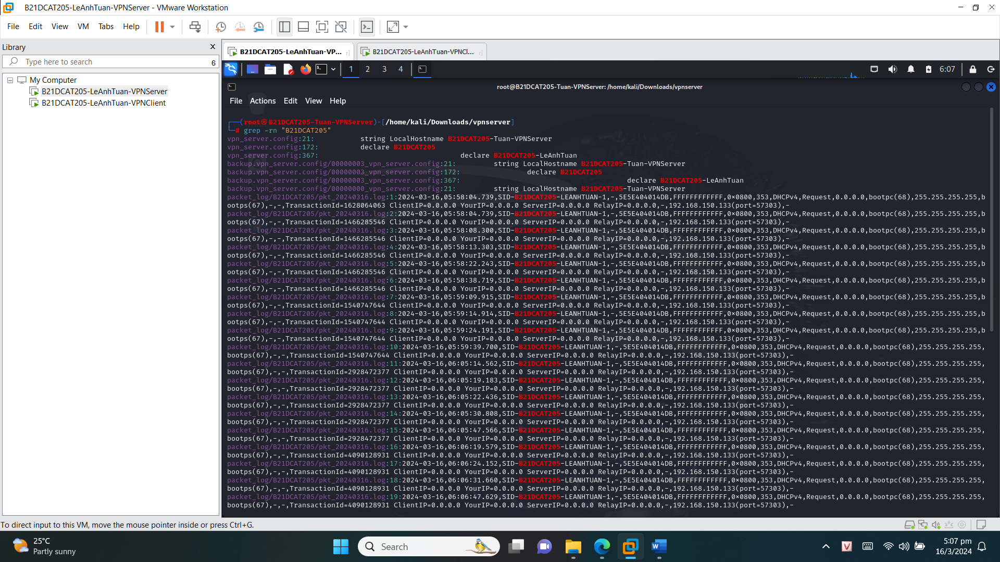 B21DCAT205-LeAnhTuan-VPNServer - VMware Workstation
File Edit View VM Tabs Help
Library
Type here to search
6
My Computer
B21DCAT205-LeAnhTuan-VPNServer
B21DCAT205-LeAnhTuan-VPNClient
B21DCAT205-LeAnhTuan-VP...
B21DCAT205-LeAnhTuan-VPNCl...
1 2 3 4
6:07
root@B21DCAT205-Tuan-VPNServer: /home/kali/Downloads/vpnserver
File Actions Edit View Help
┌──(root㉿B21DCAT205-Tuan-VPNServer)-[/home/kali/Downloads/vpnserver]
└─# grep -rn "B21DCAT205"
vpn_server.config:21: string LocalHostname B21DCAT205-Tuan-VPNServer
vpn_server.config:172: declare B21DCAT205
vpn_server.config:367: declare B21DCAT205-LeAnhTuan
backup.vpn_server.config/00000003_vpn_server.config:21: string LocalHostname B21DCAT205-Tuan-VPNServer
backup.vpn_server.config/00000003_vpn_server.config:172: declare B21DCAT205
backup.vpn_server.config/00000003_vpn_server.config:367: declare B21DCAT205-LeAnhTuan
backup.vpn_server.config/00000000_vpn_server.config:21: string LocalHostname B21DCAT205-Tuan-VPNServer
packet_log/B21DCAT205/pkt_20240316.log:1:2024-03-16,05:58:04.739,SID-B21DCAT205-LEANHTUAN-1,-,5E5E404014DB,FFFFFFFFFFFF,0×0800,353,DHCPv4,Request,0.0.0.0,bootpc(68),255.255.255.255,b
ootps(67),-,-,TransactionId=1628064063 ClientIP=0.0.0.0 YourIP=0.0.0.0 ServerIP=0.0.0.0 RelayIP=0.0.0.0,-,192.168.150.133(port=57303),-
packet_log/B21DCAT205/pkt_20240316.log:2:2024-03-16,05:58:04.739,SID-B21DCAT205-LEANHTUAN-1,-,5E5E404014DB,FFFFFFFFFFFF,0×0800,353,DHCPv4,Request,0.0.0.0,bootpc(68),255.255.255.255,b
ootps(67),-,-,TransactionId=1466285546 ClientIP=0.0.0.0 YourIP=0.0.0.0 ServerIP=0.0.0.0 RelayIP=0.0.0.0,-,192.168.150.133(port=57303),-
packet_log/B21DCAT205/pkt_20240316.log:3:2024-03-16,05:58:08.300,SID-B21DCAT205-LEANHTUAN-1,-,5E5E404014DB,FFFFFFFFFFFF,0×0800,353,DHCPv4,Request,0.0.0.0,bootpc(68),255.255.255.255,b
ootps(67),-,-,TransactionId=1466285546 ClientIP=0.0.0.0 YourIP=0.0.0.0 ServerIP=0.0.0.0 RelayIP=0.0.0.0,-,192.168.150.133(port=57303),-
packet_log/B21DCAT205/pkt_20240316.log:4:2024-03-16,05:58:13.303,SID-B21DCAT205-LEANHTUAN-1,-,5E5E404014DB,FFFFFFFFFFFF,0×0800,353,DHCPv4,Request,0.0.0.0,bootpc(68),255.255.255.255,b
ootps(67),-,-,TransactionId=1466285546 ClientIP=0.0.0.0 YourIP=0.0.0.0 ServerIP=0.0.0.0 RelayIP=0.0.0.0,-,192.168.150.133(port=57303),-
packet_log/B21DCAT205/pkt_20240316.log:5:2024-03-16,05:58:22.243,SID-B21DCAT205-LEANHTUAN-1,-,5E5E404014DB,FFFFFFFFFFFF,0×0800,353,DHCPv4,Request,0.0.0.0,bootpc(68),255.255.255.255,b
ootps(67),-,-,TransactionId=1466285546 ClientIP=0.0.0.0 YourIP=0.0.0.0 ServerIP=0.0.0.0 RelayIP=0.0.0.0,-,192.168.150.133(port=57303),-
packet_log/B21DCAT205/pkt_20240316.log:6:2024-03-16,05:58:38.719,SID-B21DCAT205-LEANHTUAN-1,-,5E5E404014DB,FFFFFFFFFFFF,0×0800,353,DHCPv4,Request,0.0.0.0,bootpc(68),255.255.255.255,b
ootps(67),-,-,TransactionId=1466285546 ClientIP=0.0.0.0 YourIP=0.0.0.0 ServerIP=0.0.0.0 RelayIP=0.0.0.0,-,192.168.150.133(port=57303),-
packet_log/B21DCAT205/pkt_20240316.log:7:2024-03-16,05:59:09.915,SID-B21DCAT205-LEANHTUAN-1,-,5E5E404014DB,FFFFFFFFFFFF,0×0800,353,DHCPv4,Request,0.0.0.0,bootpc(68),255.255.255.255,b
ootps(67),-,-,TransactionId=1540747644 ClientIP=0.0.0.0 YourIP=0.0.0.0 ServerIP=0.0.0.0 RelayIP=0.0.0.0,-,192.168.150.133(port=57303),-
packet_log/B21DCAT205/pkt_20240316.log:8:2024-03-16,05:59:14.914,SID-B21DCAT205-LEANHTUAN-1,-,5E5E404014DB,FFFFFFFFFFFF,0×0800,353,DHCPv4,Request,0.0.0.0,bootpc(68),255.255.255.255,b
ootps(67),-,-,TransactionId=1540747644 ClientIP=0.0.0.0 YourIP=0.0.0.0 ServerIP=0.0.0.0 RelayIP=0.0.0.0,-,192.168.150.133(port=57303),-
packet_log/B21DCAT205/pkt_20240316.log:9:2024-03-16,05:59:24.191,SID-B21DCAT205-LEANHTUAN-1,-,5E5E404014DB,FFFFFFFFFFFF,0×0800,353,DHCPv4,Request,0.0.0.0,bootpc(68),255.255.255.255,b
ootps(67),-,-,TransactionId=1540747644 ClientIP=0.0.0.0 YourIP=0.0.0.0 ServerIP=0.0.0.0 RelayIP=0.0.0.0,-,192.168.150.133(port=57303),-
packet_log/B21DCAT205/pkt_20240316.log:10:2024-03-16,05:59:39.700,SID-B21DCAT205-LEANHTUAN-1,-,5E5E404014DB,FFFFFFFFFFFF,0×0800,353,DHCPv4,Request,0.0.0.0,bootpc(68),255.255.255.255,
bootps(67),-,-,TransactionId=1540747644 ClientIP=0.0.0.0 YourIP=0.0.0.0 ServerIP=0.0.0.0 RelayIP=0.0.0.0,-,192.168.150.133(port=57303),-
packet_log/B21DCAT205/pkt_20240316.log:11:2024-03-16,06:05:14.562,SID-B21DCAT205-LEANHTUAN-1,-,5E5E404014DB,FFFFFFFFFFFF,0×0800,353,DHCPv4,Request,0.0.0.0,bootpc(68),255.255.255.255,
bootps(67),-,-,TransactionId=2928472377 ClientIP=0.0.0.0 YourIP=0.0.0.0 ServerIP=0.0.0.0 RelayIP=0.0.0.0,-,192.168.150.133(port=57303),-
packet_log/B21DCAT205/pkt_20240316.log:12:2024-03-16,06:05:19.183,SID-B21DCAT205-LEANHTUAN-1,-,5E5E404014DB,FFFFFFFFFFFF,0×0800,353,DHCPv4,Request,0.0.0.0,bootpc(68),255.255.255.255,
bootps(67),-,-,TransactionId=2928472377 ClientIP=0.0.0.0 YourIP=0.0.0.0 ServerIP=0.0.0.0 RelayIP=0.0.0.0,-,192.168.150.133(port=57303),-
packet_log/B21DCAT205/pkt_20240316.log:13:2024-03-16,06:05:22.436,SID-B21DCAT205-LEANHTUAN-1,-,5E5E404014DB,FFFFFFFFFFFF,0×0800,353,DHCPv4,Request,0.0.0.0,bootpc(68),255.255.255.255,
bootps(67),-,-,TransactionId=2928472377 ClientIP=0.0.0.0 YourIP=0.0.0.0 ServerIP=0.0.0.0 RelayIP=0.0.0.0,-,192.168.150.133(port=57303),-
packet_log/B21DCAT205/pkt_20240316.log:14:2024-03-16,06:05:30.808,SID-B21DCAT205-LEANHTUAN-1,-,5E5E404014DB,FFFFFFFFFFFF,0×0800,353,DHCPv4,Request,0.0.0.0,bootpc(68),255.255.255.255,
bootps(67),-,-,TransactionId=2928472377 ClientIP=0.0.0.0 YourIP=0.0.0.0 ServerIP=0.0.0.0 RelayIP=0.0.0.0,-,192.168.150.133(port=57303),-
packet_log/B21DCAT205/pkt_20240316.log:15:2024-03-16,06:05:47.566,SID-B21DCAT205-LEANHTUAN-1,-,5E5E404014DB,FFFFFFFFFFFF,0×0800,353,DHCPv4,Request,0.0.0.0,bootpc(68),255.255.255.255,
bootps(67),-,-,TransactionId=2928472377 ClientIP=0.0.0.0 YourIP=0.0.0.0 ServerIP=0.0.0.0 RelayIP=0.0.0.0,-,192.168.150.133(port=57303),-
packet_log/B21DCAT205/pkt_20240316.log:16:2024-03-16,06:06:19.579,SID-B21DCAT205-LEANHTUAN-1,-,5E5E404014DB,FFFFFFFFFFFF,0×0800,353,DHCPv4,Request,0.0.0.0,bootpc(68),255.255.255.255,
bootps(67),-,-,TransactionId=4090128931 ClientIP=0.0.0.0 YourIP=0.0.0.0 ServerIP=0.0.0.0 RelayIP=0.0.0.0,-,192.168.150.133(port=57303),-
packet_log/B21DCAT205/pkt_20240316.log:17:2024-03-16,06:06:24.152,SID-B21DCAT205-LEANHTUAN-1,-,5E5E404014DB,FFFFFFFFFFFF,0×0800,353,DHCPv4,Request,0.0.0.0,bootpc(68),255.255.255.255,
bootps(67),-,-,TransactionId=4090128931 ClientIP=0.0.0.0 YourIP=0.0.0.0 ServerIP=0.0.0.0 RelayIP=0.0.0.0,-,192.168.150.133(port=57303),-
packet_log/B21DCAT205/pkt_20240316.log:18:2024-03-16,06:06:31.660,SID-B21DCAT205-LEANHTUAN-1,-,5E5E404014DB,FFFFFFFFFFFF,0×0800,353,DHCPv4,Request,0.0.0.0,bootpc(68),255.255.255.255,
bootps(67),-,-,TransactionId=4090128931 ClientIP=0.0.0.0 YourIP=0.0.0.0 ServerIP=0.0.0.0 RelayIP=0.0.0.0,-,192.168.150.133(port=57303),-
packet_log/B21DCAT205/pkt_20240316.log:19:2024-03-16,06:06:47.629,SID-B21DCAT205-LEANHTUAN-1,-,5E5E404014DB,FFFFFFFFFFFF,0×0800,353,DHCPv4,Request,0.0.0.0,bootpc(68),255.255.255.255,
bootps(67),-,-,TransactionId=4090128931 ClientIP=0.0.0.0 YourIP=0.0.0.0 ServerIP=0.0.0.0 RelayIP=0.0.0.0,-,192.168.150.133(port=57303),-
To direct input to this VM, move the mouse pointer inside or press Ctrl+G.
25°C
Partly sunny
Search
5:07 pm
16/3/2024